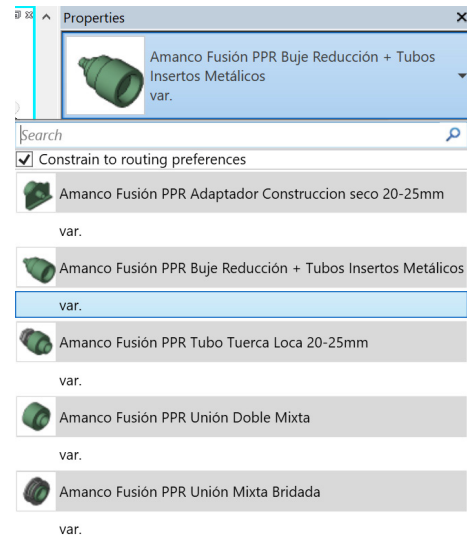 Properties
Amanco Fusión PPR Buje Reducción + Tubos
Insertos Metálicos
var.
Search
Constrain to routing preferences
Amanco Fusión PPR Adaptador Construccion seco 20-25mm
var.
Amanco Fusión PPR Buje Reducción + Tubos Insertos Metálicos
var.
Amanco Fusión PPR Tubo Tuerca Loca 20-25mm
var.
Amanco Fusión PPR Unión Doble Mixta
var.
Amanco Fusión PPR Unión Mixta Bridada
var.